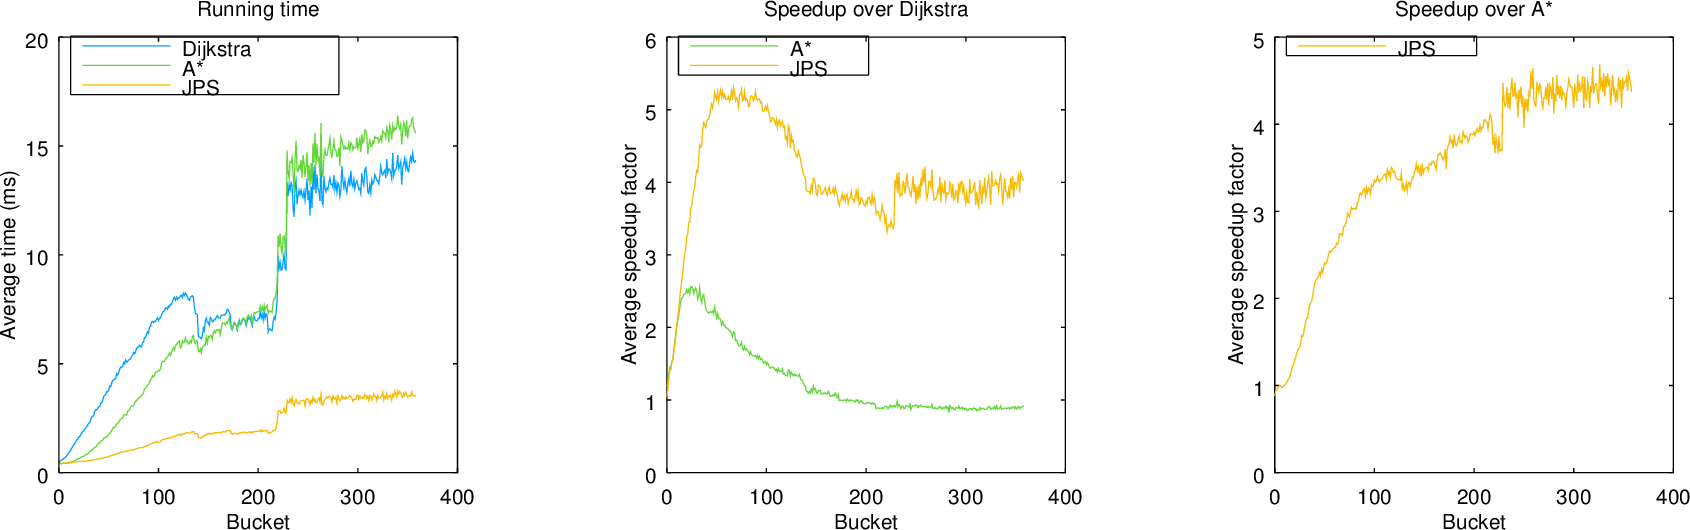 Running time
20
15
10
5
0
0 100 200 300 400
Average time (ms)
Bucket
Dijkstra
A*
JPS
Speedup over Dijkstra
6
5
4
3
2
1
0
0 100 200 300 400
Average speedup factor
Bucket
A*
JPS
Speedup over A*
5
4
3
2
1
0
0 100 200 300 400
Average speedup factor
Bucket
JPS